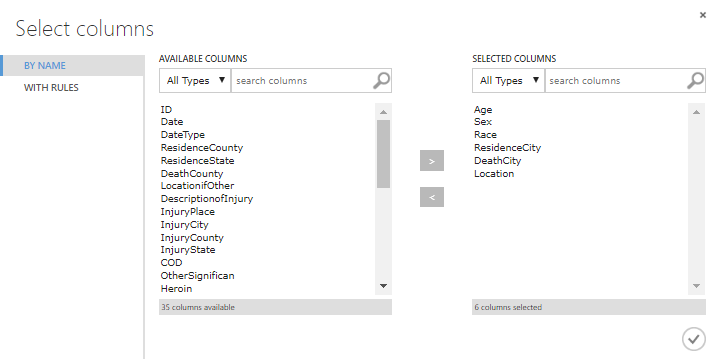 Select columns
×
BY NAME
WITH RULES
AVAILABLE COLUMNS
All Types ▼ search columns
ID
Date
DateType
ResidenceCounty
ResidenceState
DeathCounty
LocationifOther
DescriptionofInjury
InjuryPlace
InjuryCity
InjuryCounty
InjuryState
COD
OtherSignifican
Heroin
35 columns available
>
<
SELECTED COLUMNS
All Types ▼ search columns
Age
Sex
Race
ResidenceCity
DeathCity
Location
6 columns selected